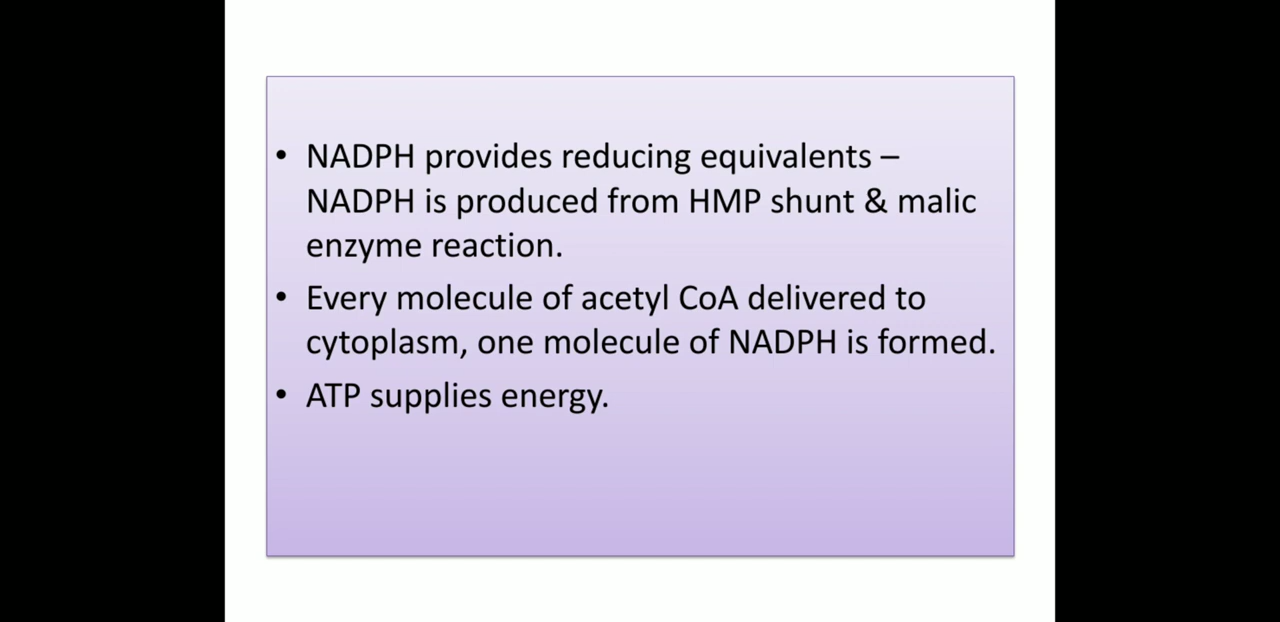 • NADPH provides reducing equivalents –
NADPH is produced from HMP shunt & malic
enzyme reaction.
• Every molecule of acetyl CoA delivered to
cytoplasm, one molecule of NADPH is formed.
• ATP supplies energy.